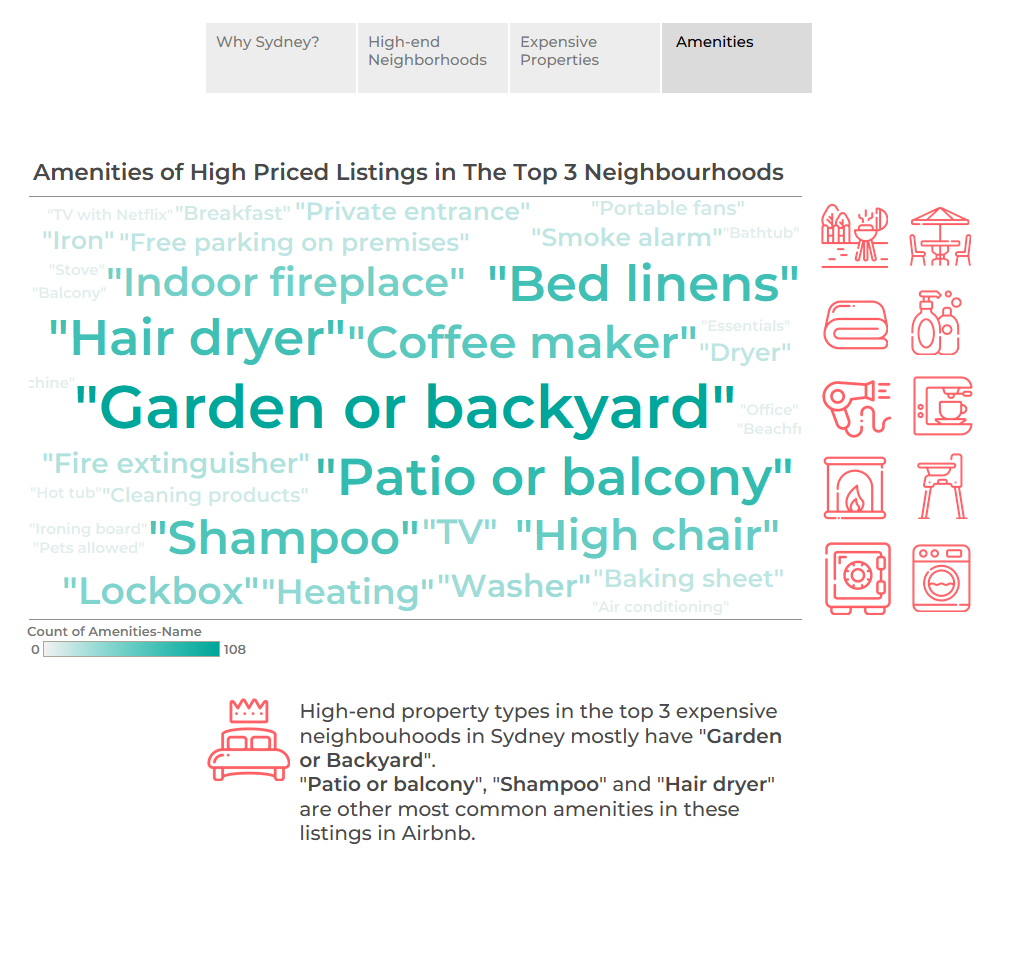 Why Sydney?
High-end
Neighborhoods
Expensive
Properties
Amenities
Amenities of High Priced Listings in The Top 3 Neighbourhoods
"TV with Netflix" "Breakfast" "Private entrance" "Portable fans"
"Iron" "Free parking on premises" "Smoke alarm" "Bathtub"
"Stove" "Indoor fireplace" "Bed linens"
"Balcony"
"Hair dryer" "Coffee maker" "Essentials"
"Dryer"
chine"
"Garden or backyard" "Office"
"Beachf
"Fire extinguisher" "Patio or balcony"
"Hot tub" "Cleaning products"
"Ironing board" "Shampoo" "TV" "High chair"
"Pets allowed"
"Lockbox" "Heating" "Washer" "Baking sheet"
"Air conditioning"
Count of Amenities-Name
0 108
High-end property types in the top 3 expensive
neighbouhoods in Sydney mostly have "Garden
or Backyard".
"Patio or balcony", "Shampoo" and "Hair dryer"
are other most common amenities in these
listings in Airbnb.